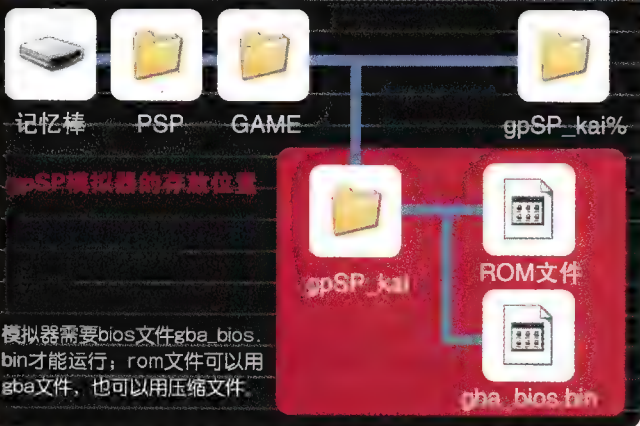 记忆棒
PSP
GAME
gpSP_kai%
gpSP模拟器的存放位置
gpSP_kai
ROM文件
gba_bios.bin
模拟器需要bios文件gba_bios.
bin才能运行；rom文件可以用
gba文件，也可以用压缩文件